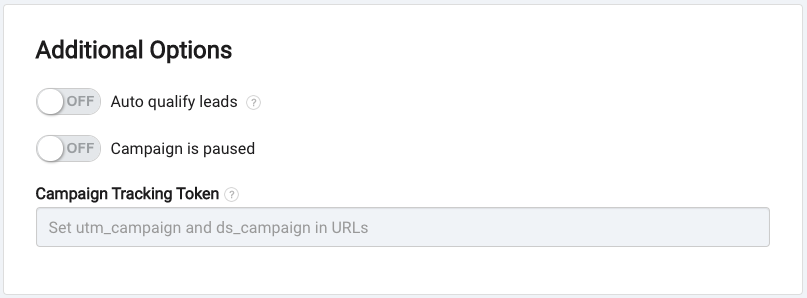 Additional Options
OFF Auto qualify leads ?
OFF Campaign is paused
Campaign Tracking Token ?
Set utm_campaign and ds_campaign in URLs